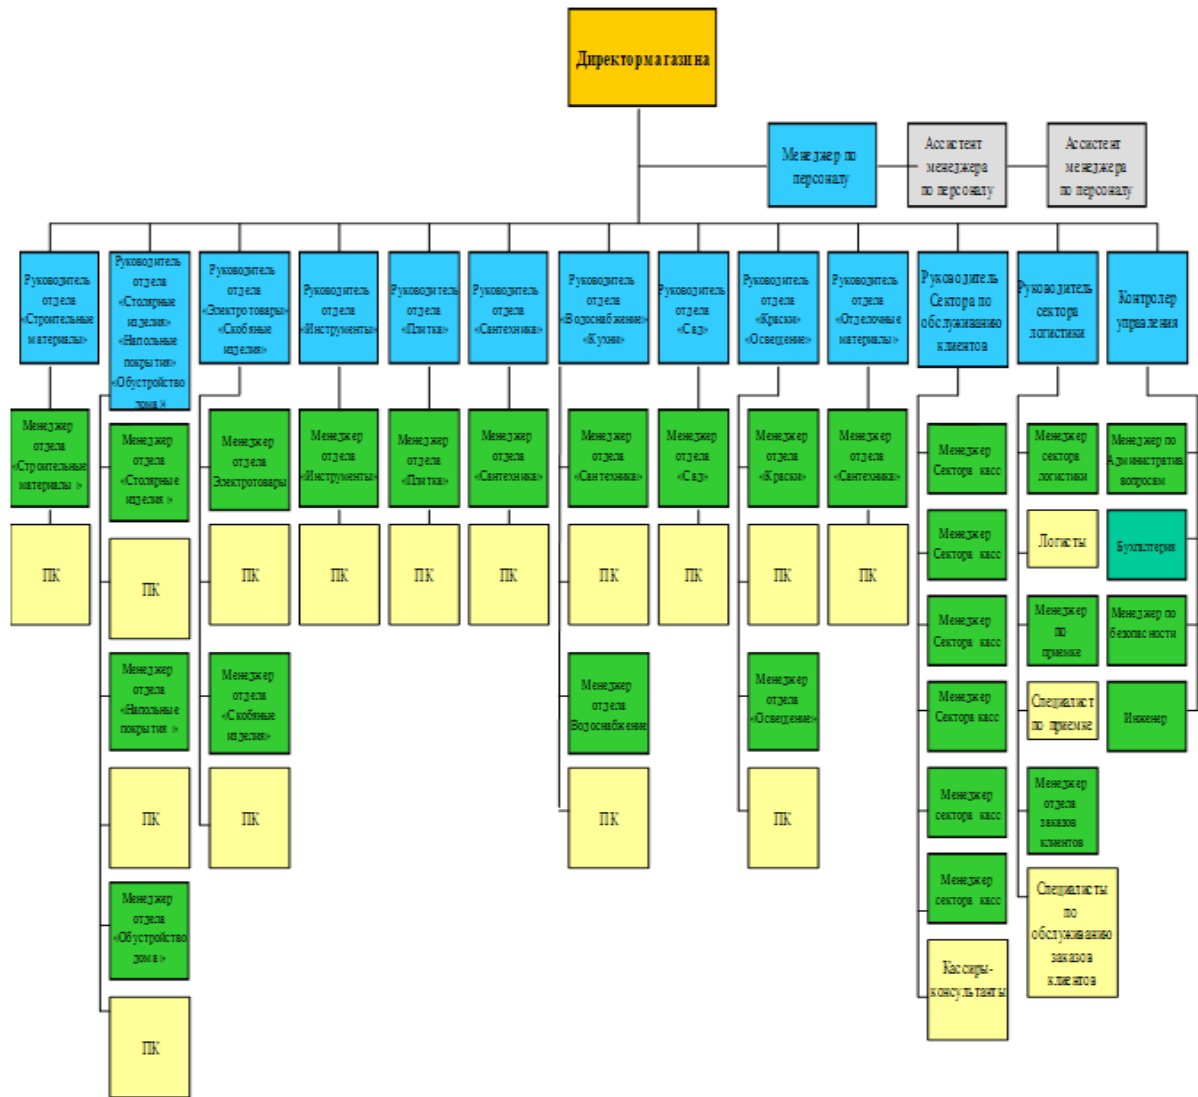 Директор магазина
Менеджер по
персоналу
Ассистент
менеджера
по персоналу
Ассистент
менеджера
по персоналу
Руководитель
отдела
«Строительные
материалы»
Руководитель
отдела
«Столярные
изделия»
«Напольные
покрытия»
«Обустройство
дома»
Руководитель
отдела
«Электротовары»
«Скобяные
изделия»
Руководитель
отдела
«Инструменты»
Руководитель
отдела
«Плитка»
Руководитель
отдела
«Сантехника»
Руководитель
отдела
«Водоснабжение»
«Кухни»
Руководитель
отдела
«Сад»
Руководитель
отдела
«Краски»
«Освещение»
Руководитель
отдела
«Отделочные
материалы»
Руководитель
Сектора по
обслуживанию
клиентов
Руководитель
сектора
логистики
Контролер
управления
Менеджер
отдела
«Строительные
материалы»
ПК
Менеджер
отдела
«Столярные
изделия»
ПК
Менеджер
отдела
«Напольные
покрытия»
ПК
Менеджер
отдела
«Обустройство
дома»
ПК
Менеджер
отдела
Электротовары
ПК
Менеджер
отдела
«Скобяные
изделия»
ПК
Менеджер
отдела
«Инструменты»
ПК
Менеджер
отдела
«Плитка»
ПК
Менеджер
отдела
«Сантехника»
ПК
Менеджер
отдела
«Сантехника»
ПК
Менеджер
отдела
Водоснабжение
ПК
Менеджер
отдела
«Сад»
ПК
Менеджер
отдела
«Краски»
ПК
Менеджер
отдела
«Освещение»
ПК
Менеджер
отдела
«Сантехника»
ПК
Менеджер
Сектора касс
Менеджер
Сектора касс
Менеджер
Сектора касс
Менеджер
Сектора касс
Менеджер
сектора касс
Менеджер
сектора касс
Кассиры-
консультанты
Менеджер
сектора
логистики
Логисты
Менеджер
по
приемке
Специалист
по приемке
Менеджер
отдела
заказов
клиентов
Специалисты
по
обслуживанию
заказов
клиентов
Менеджер по
Административ.
вопросам
Бухгалтерия
Менеджер по
безопасности
Инженер